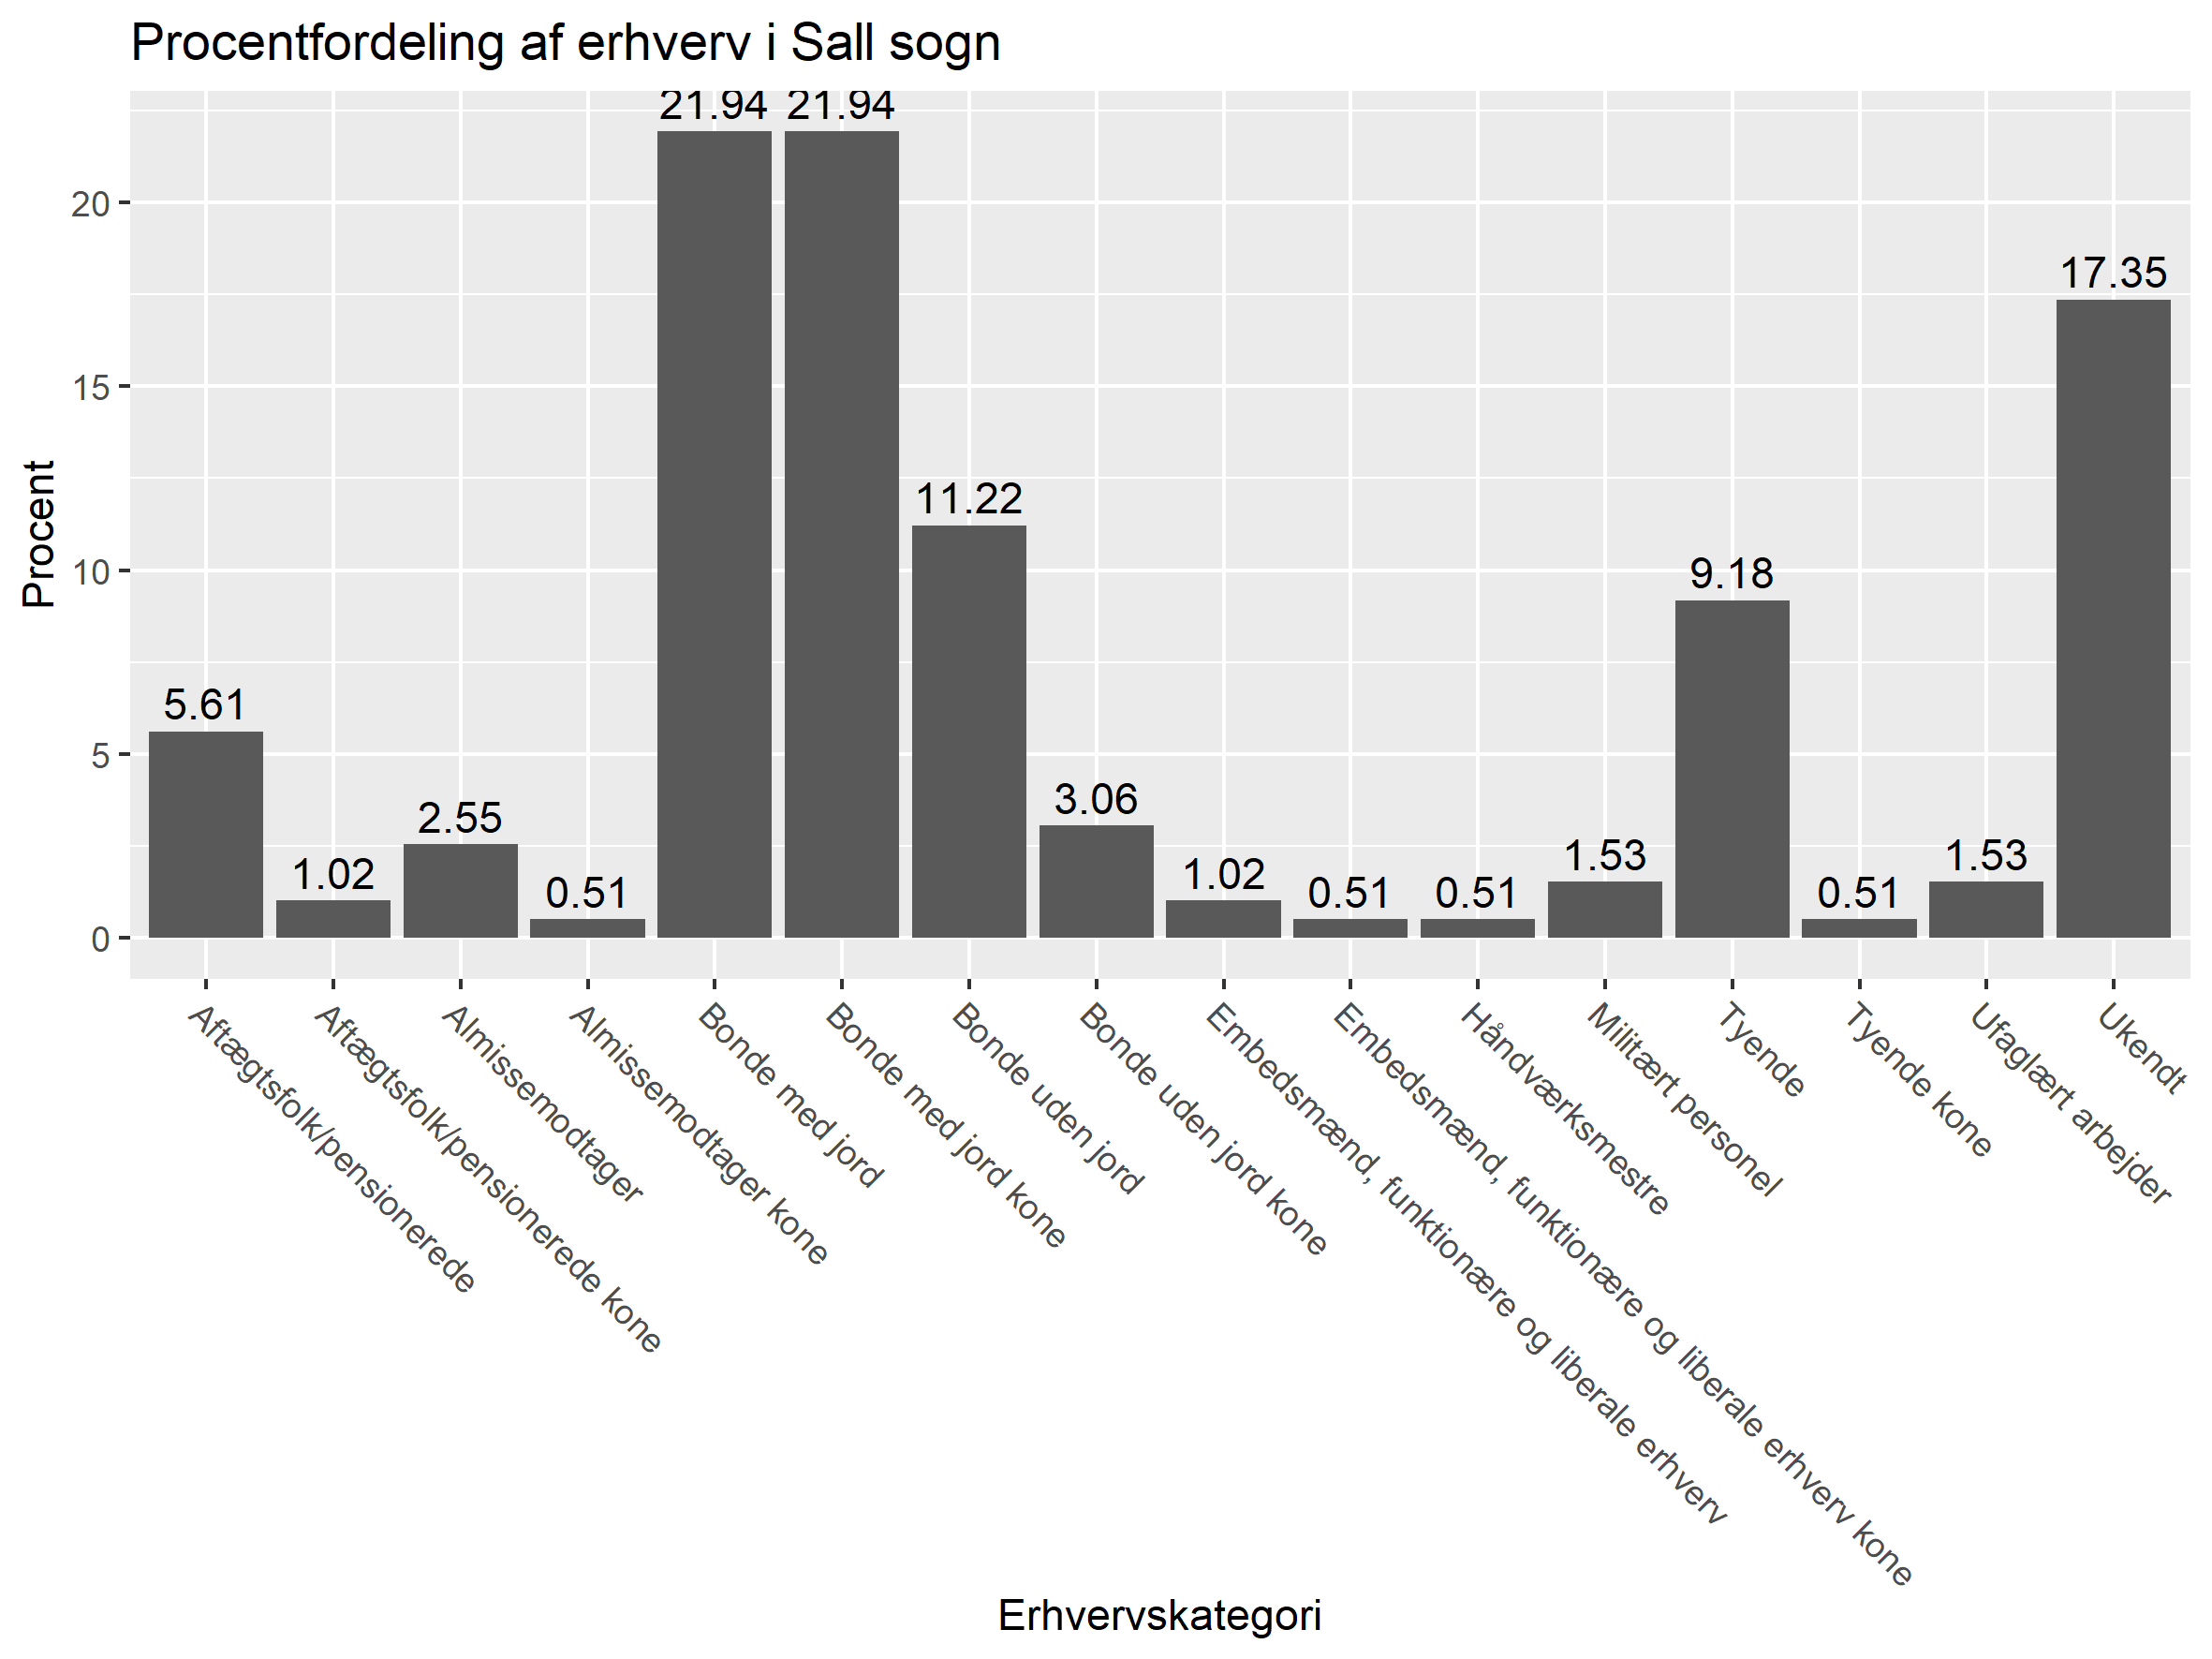 Procentfordeling af erhverv i Sall sogn
Procent
20
15
10
5
0
5.61
1.02
2.55
0.51
21.94
21.94
11.22
3.06
1.02
0.51
0.51
1.53
9.18
0.51
1.53
17.35
Aftægtsfolk/pensionerede
Aftægtsfolk/pensionerede kone
Almissemodtager
Almissemodtager kone
Bonde med jord
Bonde med jord kone
Bonde uden jord
Bonde uden jord kone
Embedsmænd, funktionære og liberale erhverv
Embedsmænd, funktionære og liberale erhverv kone
Håndværksmestre
Militært personel
Tyende
Tyende kone
Ufaglært arbejder
Ukendt
Erhvervskategori